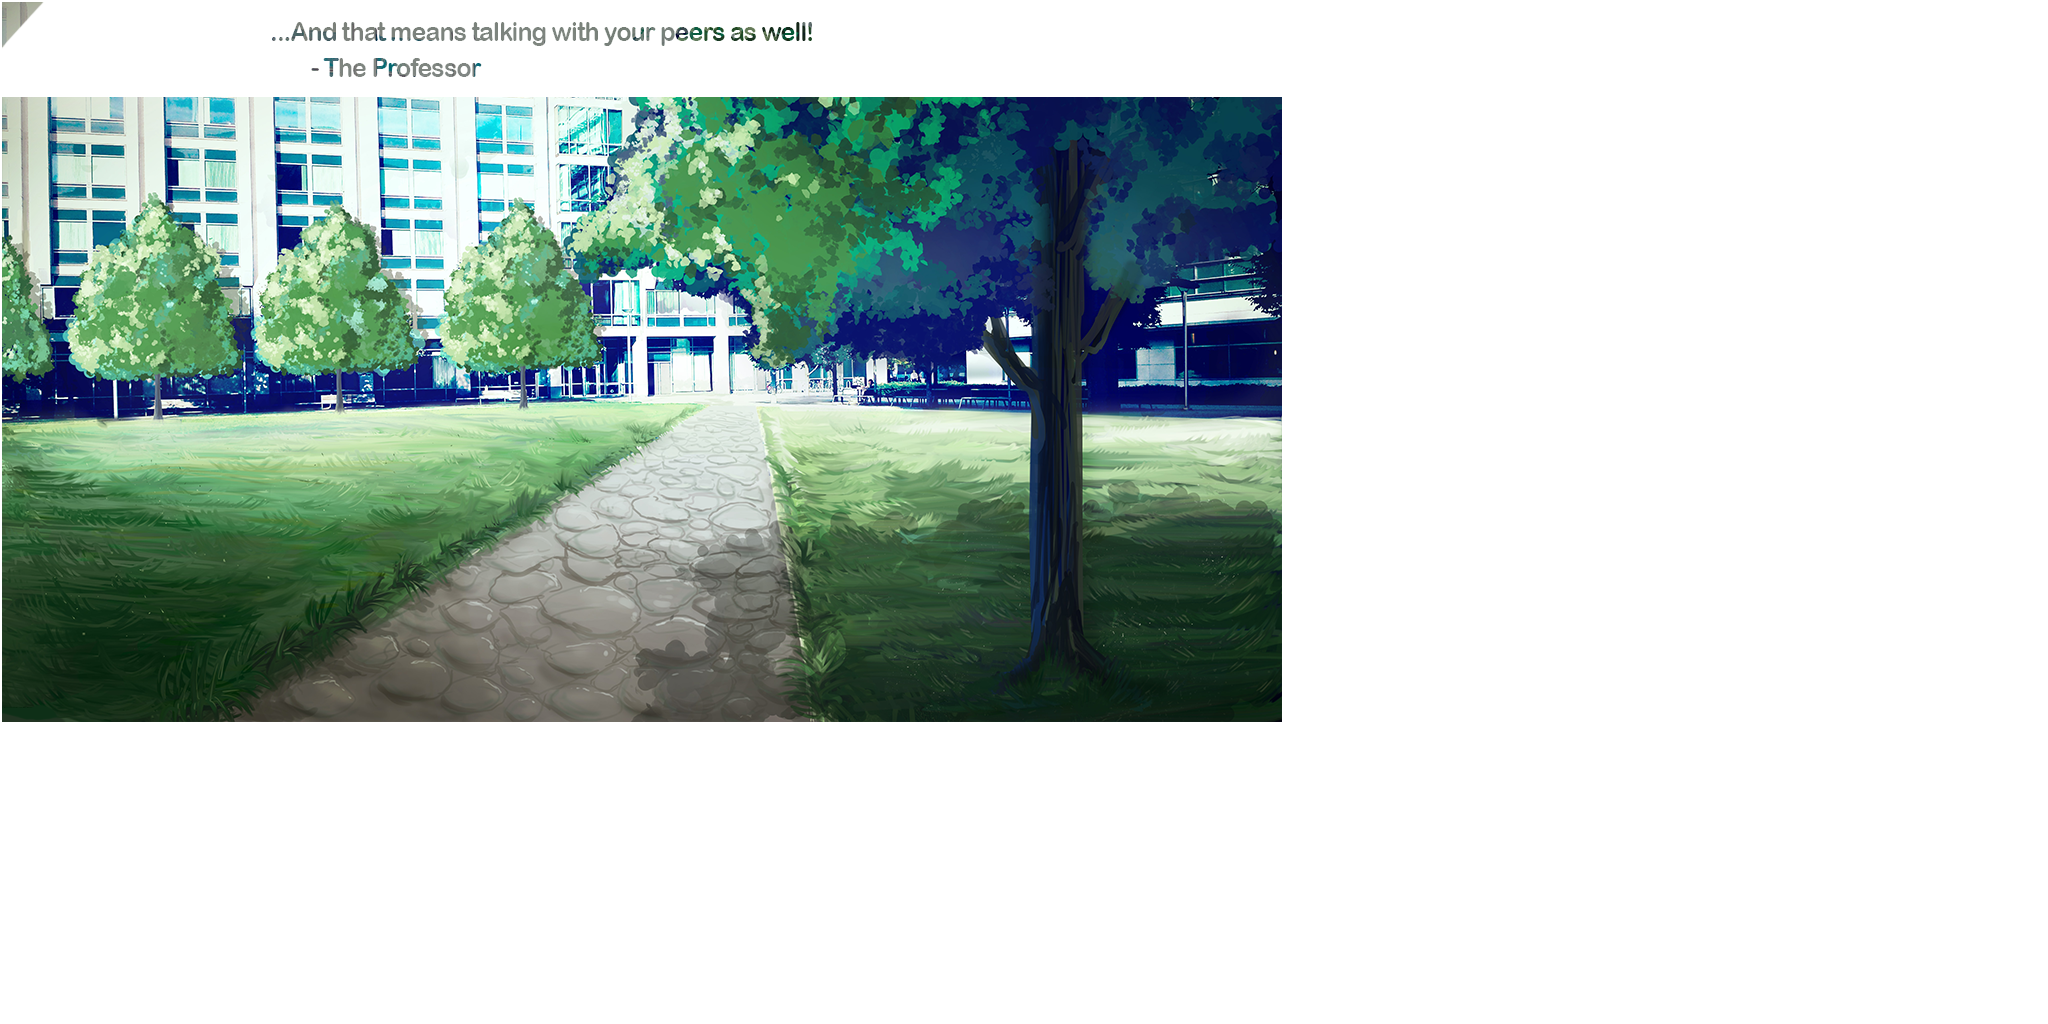 ...And that means talking with your peers as well!
- The Professor